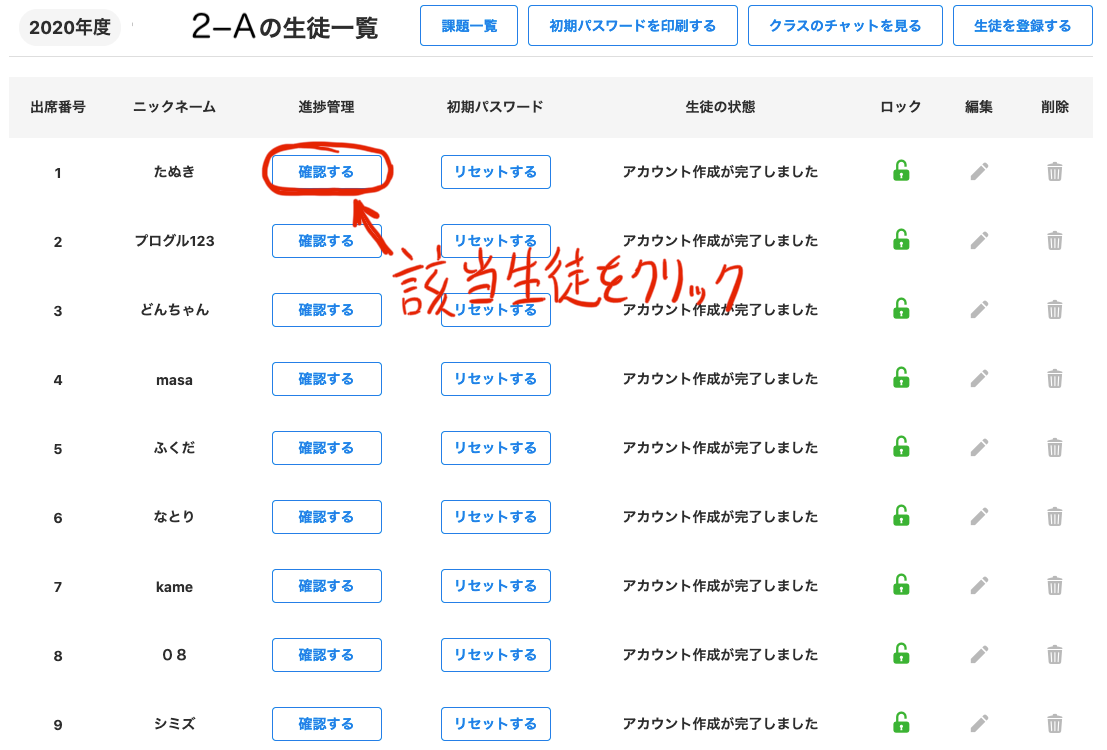 2020年度 2-Aの生徒一覧 課題一覧 初期パスワードを印刷する クラスのチャットを見る 生徒を登録する
出席番号 ニックネーム 進捗管理 初期パスワード 生徒の状態 ロック 編集 削除
1 たぬき 確認する リセットする アカウント作成が完了しました
2 プログル123 確認する リセットする アカウント作成が完了しました
該当生徒をクリック
3 どんちゃん 確認する リセットする アカウント作成が完了しました
4 masa 確認する リセットする アカウント作成が完了しました
5 ふくだ 確認する リセットする アカウント作成が完了しました
6 なとり 確認する リセットする アカウント作成が完了しました
7 kame 確認する リセットする アカウント作成が完了しました
8 08 確認する リセットする アカウント作成が完了しました
9 シミズ 確認する リセットする アカウント作成が完了しました